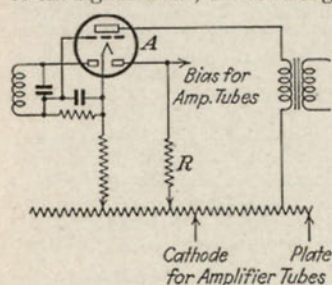 A
Bias for
Amp. Tubes
R
Cathode
Plate
for Amplifier Tubes